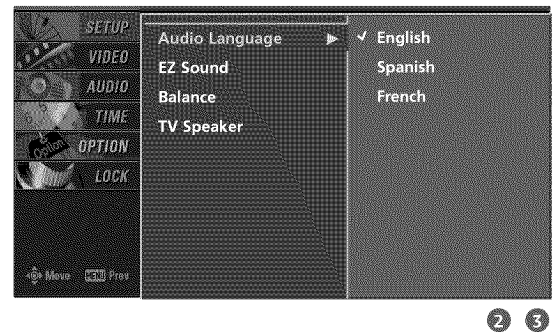 SETUP
VIDEO
AUDIO
TIME
Option OPTION
LOCK
Move MENU Prev
Audio Language ▶
EZ Sound
Balance
TV Speaker
✓ English
Spanish
French
2 3